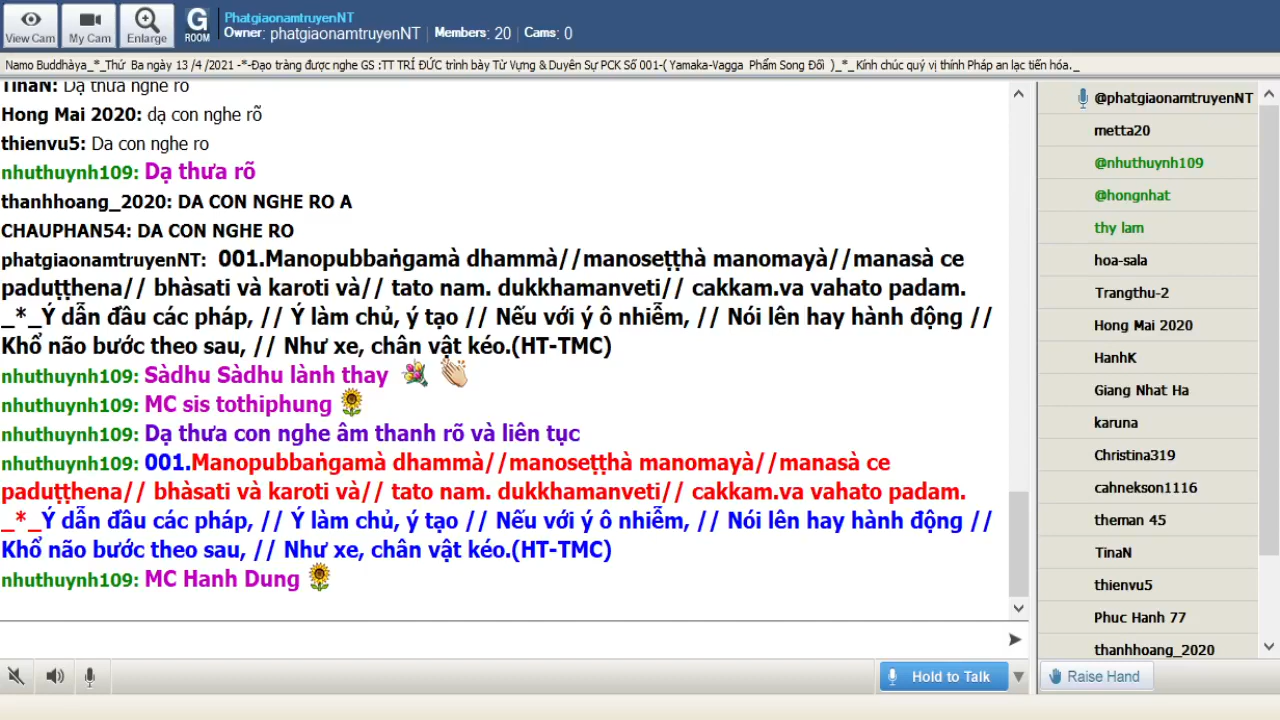 View Cam
My Cam
Enlarge
G ROOM
PhatgiaonamtruyenNT
Owner: phatgiaonamtruyenNT | Members: 20 | Cams: 0
Namo Buddhàya_*_Thứ Ba ngày 13 /4 /2021 -*-Đạo tràng được nghe GS :TT TRÍ ĐỨC trình bày Từ Vựng & Duyên Sự PCK Số 001-( Yamaka-Vagga Phẩm Song Đối )_*_ Kính chúc quý vị thính Pháp an lạc tiến hóa._
TinaN: Dạ thưa nghe rõ
Hong Mai 2020: dạ con nghe rõ
thienvu5: Da con nghe ro
nhuthuynh109: Dạ thưa rõ
thanhhoang_2020: DA CON NGHE RO A
CHAUPHAN54: DA CON NGHE RO
phatgiaonamtruyenNT: 001.Manopubbaṅgamà dhammà//manoseṭṭhà manomayà//manasà ce
paduṭṭhena// bhàsati và karoti và// tato nam. dukkhamanveti// cakkam.va vahato padam.
_*_Ý dẫn đầu các pháp, // Ý làm chủ, ý tạo // Nếu với ý ô nhiễm, // Nói lên hay hành động //
Khổ não bước theo sau, // Như xe, chân vật kéo.(HT-TMC)
nhuthuynh109: Sàdhu Sàdhu lành thay
nhuthuynh109: MC sis tothiphung
nhuthuynh109: Dạ thưa con nghe âm thanh rõ và liên tục
nhuthuynh109: 001.Manopubbaṅgamà dhammà//manoseṭṭhà manomayà//manasà ce
paduṭṭhena// bhàsati và karoti và// tato nam. dukkhamanveti// cakkam.va vahato padam.
_*_Ý dẫn đầu các pháp, // Ý làm chủ, ý tạo // Nếu với ý ô nhiễm, // Nói lên hay hành động //
Khổ não bước theo sau, // Như xe, chân vật kéo.(HT-TMC)
nhuthuynh109: MC Hanh Dung
@phatgiaonamtruyenNT
metta20
@nhuthuynh109
@hongnhat
thy lam
hoa-sala
Trangthu-2
Hong Mai 2020
HanhK
Giang Nhat Ha
karuna
Christina319
cahnekson1116
theman 45
TinaN
thienvu5
Phuc Hanh 77
thanhhoang_2020
Hold to Talk
Raise Hand